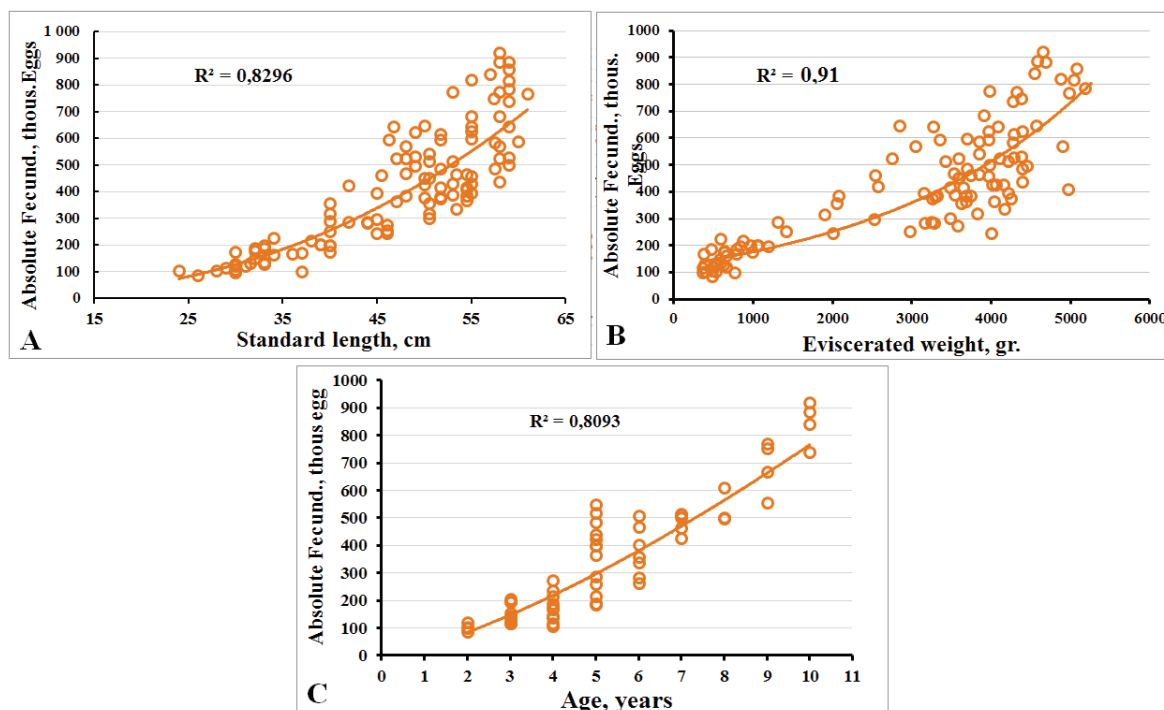 Absolute Fecund., thous.Eggs
1 000
900
800
700
600
500
400
300
200
100
0
R² = 0,8296
15 25 35 45 55 65
A
Standard length, cm
Absolute Fecund., thous.
Eggs.
1000
900
800
700
600
500
400
300
200
100
0
R² = 0,91
0 1000 2000 3000 4000 5000 6000
B
Eviscerated weight, gr.
Absolute Fecund., thous egg
1000
900
800
700
600
500
400
300
200
100
0
R² = 0,8093
0 1 2 3 4 5 6 7 8 9 10 11
C
Age, years